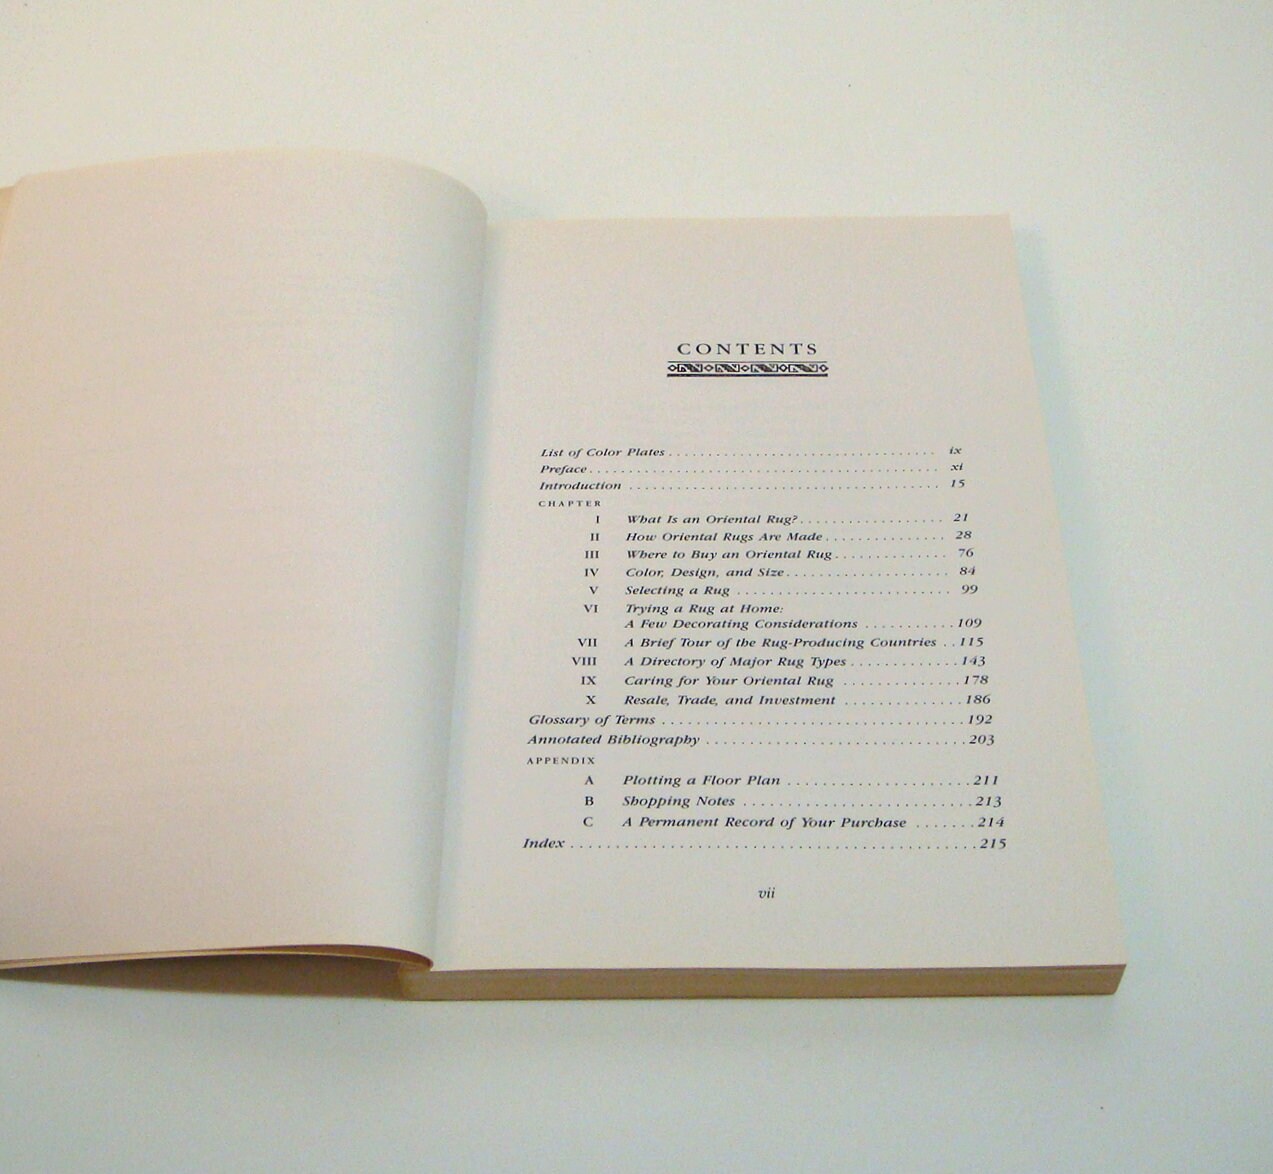 CONTENTS
List of Color Plates . . . . . . . . . . . . . . . . . . . . . . . . . . . . . . . . . . ix
Preface . . . . . . . . . . . . . . . . . . . . . . . . . . . . . . . . . . . . . . . . . . xi
Introduction . . . . . . . . . . . . . . . . . . . . . . . . . . . . . . . . . . . . . . 15
CHAPTER
I What Is an Oriental Rug? . . . . . . . . . . . . . . . . . . 21
II How Oriental Rugs Are Made . . . . . . . . . . . . . . . 28
III Where to Buy an Oriental Rug . . . . . . . . . . . . . . 76
IV Color, Design, and Size . . . . . . . . . . . . . . . . . . . . 84
V Selecting a Rug . . . . . . . . . . . . . . . . . . . . . . . . . . 99
VI Trying a Rug at Home:
A Few Decorating Considerations . . . . . . . . . . . 109
VII A Brief Tour of the Rug-Producing Countries . . 115
VIII A Directory of Major Rug Types . . . . . . . . . . . . . 143
IX Caring for Your Oriental Rug . . . . . . . . . . . . . . 178
X Resale, Trade, and Investment . . . . . . . . . . . . . . 186
Glossary of Terms . . . . . . . . . . . . . . . . . . . . . . . . . . . . . . . . . . 192
Annotated Bibliography . . . . . . . . . . . . . . . . . . . . . . . . . . . . . 203
APPENDIX
A Plotting a Floor Plan . . . . . . . . . . . . . . . . . . . . . 211
B Shopping Notes . . . . . . . . . . . . . . . . . . . . . . . . . . 213
C A Permanent Record of Your Purchase . . . . . . . 214
Index . . . . . . . . . . . . . . . . . . . . . . . . . . . . . . . . . . . . . . . . . . . . . 215
vii